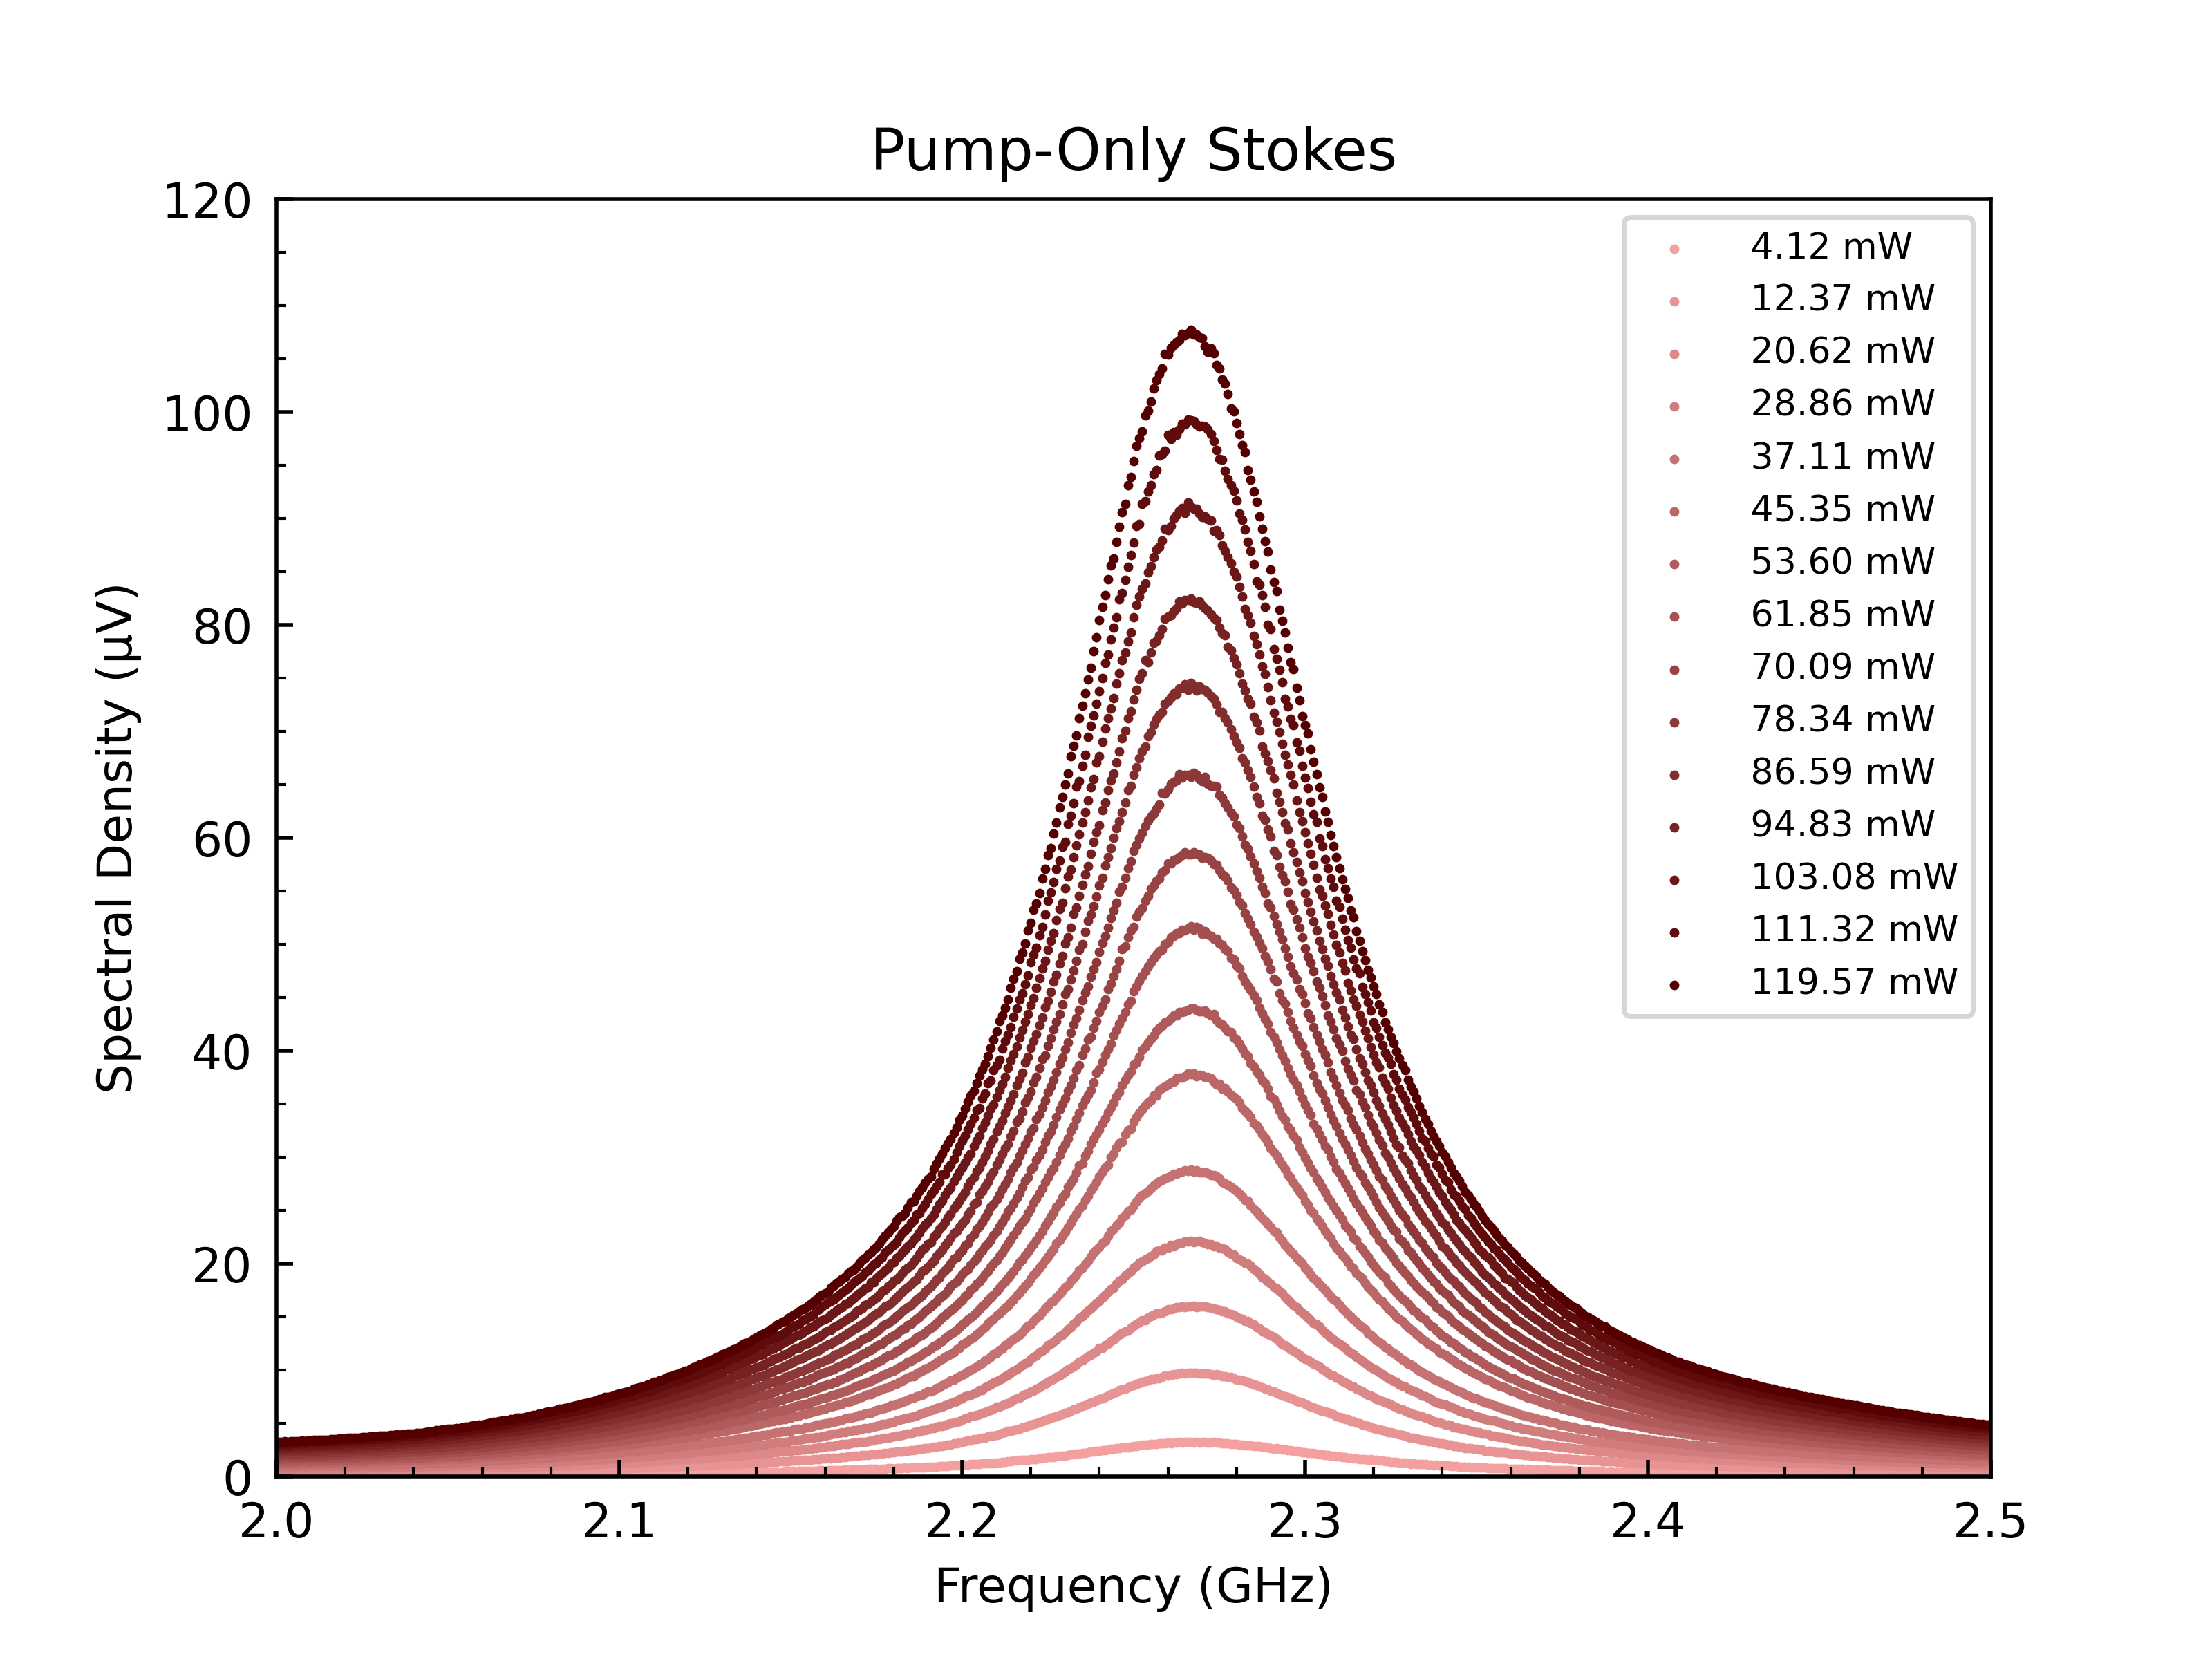 Pump-Only Stokes
120
100
80
60
40
20
0
Spectral Density (µV)
2.0 2.1 2.2 2.3 2.4 2.5
Frequency (GHz)
4.12 mW
12.37 mW
20.62 mW
28.86 mW
37.11 mW
45.35 mW
53.60 mW
61.85 mW
70.09 mW
78.34 mW
86.59 mW
94.83 mW
103.08 mW
111.32 mW
119.57 mW